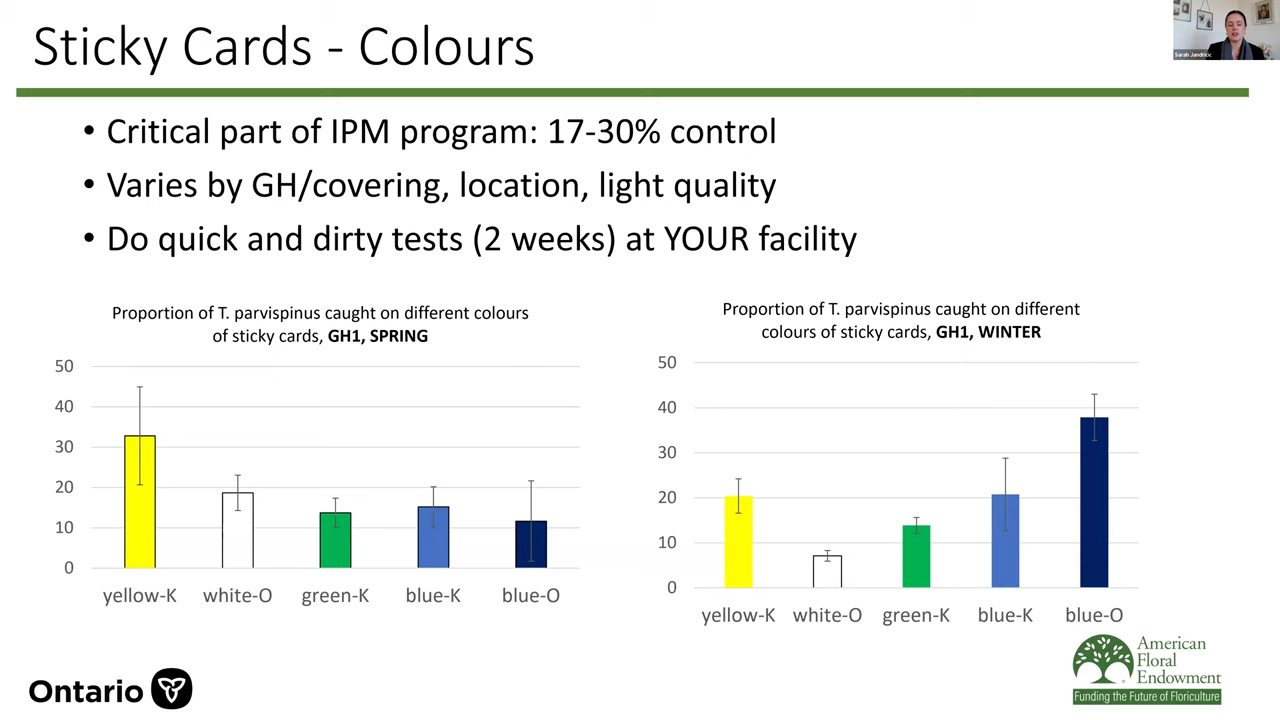 Sticky Cards - Colours
Sarah Jandricic
• Critical part of IPM program: 17-30% control
• Varies by GH/covering, location, light quality
• Do quick and dirty tests (2 weeks) at YOUR facility
Proportion of T. parvispinus caught on different colours
of sticky cards, GH1, SPRING
50
40
30
20
10
0
yellow-K white-O green-K blue-K blue-O
Proportion of T. parvispinus caught on different
colours of sticky cards, GH1, WINTER
50
40
30
20
10
0
yellow-K white-O green-K blue-K blue-O
Ontario
American
Floral
Endowment
Funding the Future of Floriculture